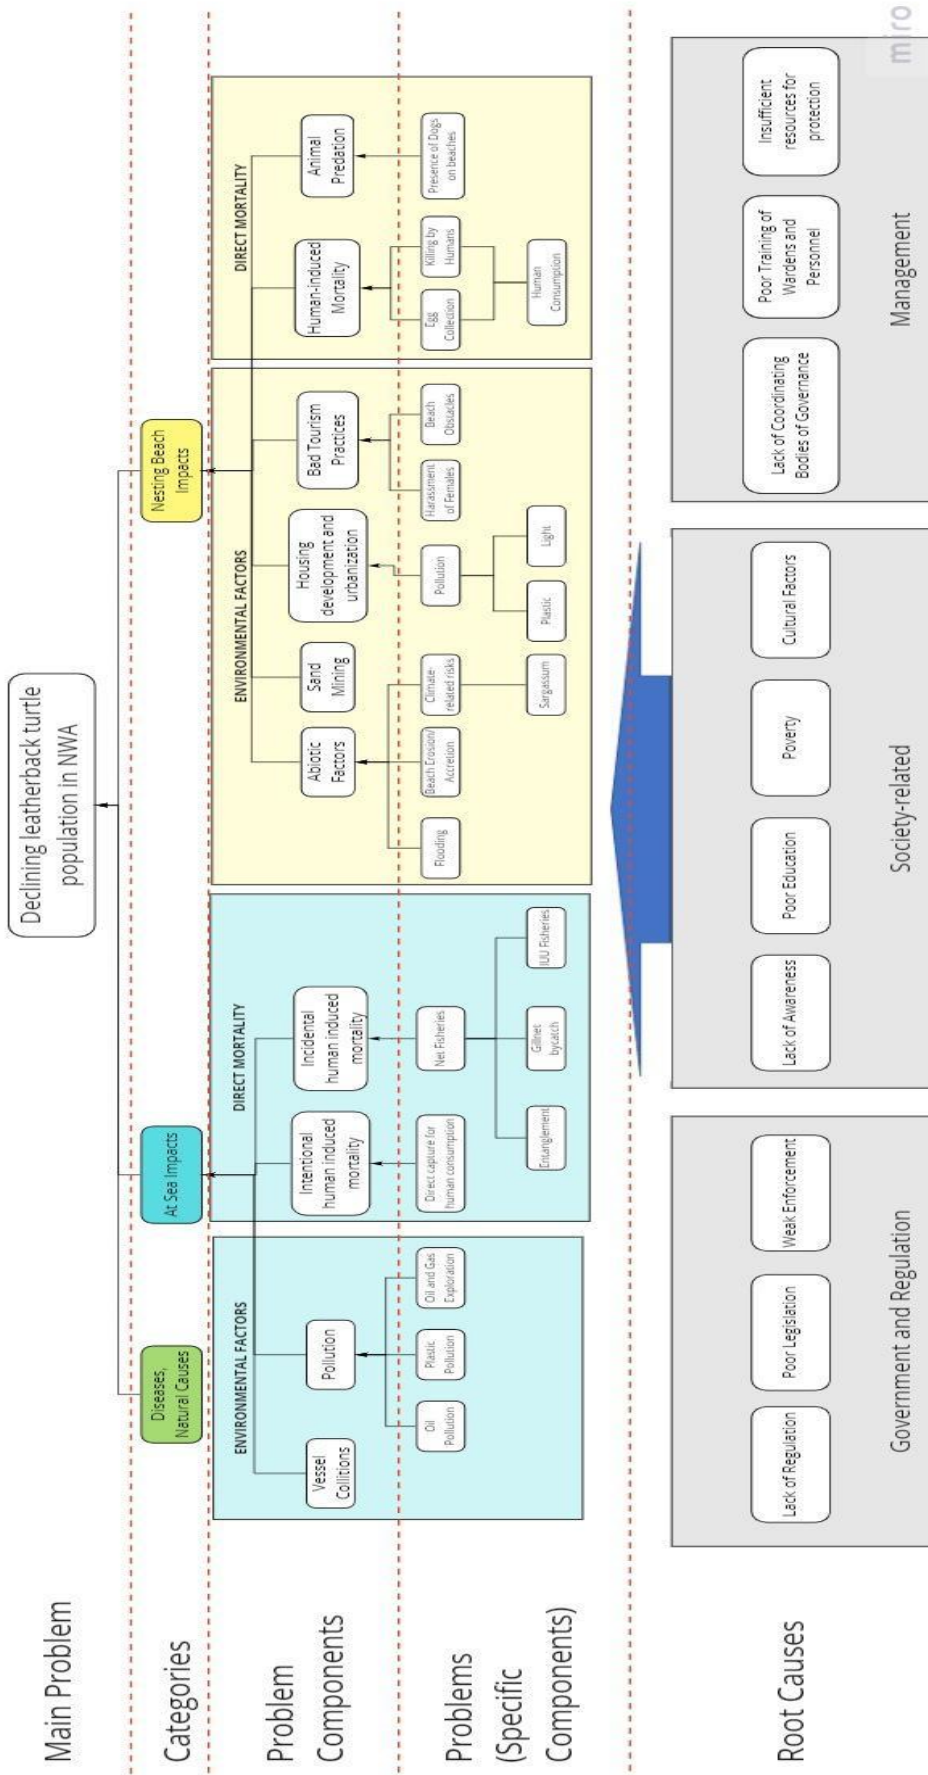 Main Problem
Declining leatherback turtle
population in NWA
Categories
Diseases,
Natural Causes
At Sea Impacts
Nesting Beach
Impacts
Problem
Components
ENVIRONMENTAL FACTORS
Vessel
Collitions
Pollution
DIRECT MORTALITY
Intentional
human induced
mortality
Incidental
human induced
mortality
ENVIRONMENTAL FACTORS
Abiotic
Factors
Sand
Mining
Housing
development and
urbanization
Bad Tourism
Practices
DIRECT MORTALITY
Human-induced
Mortality
Animal
Predation
Problems
(Specific
Components)
Oil
Pollution
Plastic
Pollution
Oil and Gas
Exploration
Direct capture for
human consumption
Net Fisheries
Entanglement
Gillnet
bycatch
IUU Fisheries
Flooding
Beach Erosion/
Accretion
Climate-
related risks
Sargassum
Pollution
Plastic
Light
Harassment
of Females
Beach
Obstacles
Egg
Collection
Killing by
Humans
Human
Consumption
Presence of Dogs
on beaches
Root Causes
Lack of Regulation
Poor Legislation
Weak Enforcement
Government and Regulation
Lack of Awareness
Poor Education
Poverty
Cultural Factors
Society-related
Lack of Coordinating
Bodies of Governance
Poor Training of
Wardens and
Personnel
Insufficient
resources for
protection
Management
miro